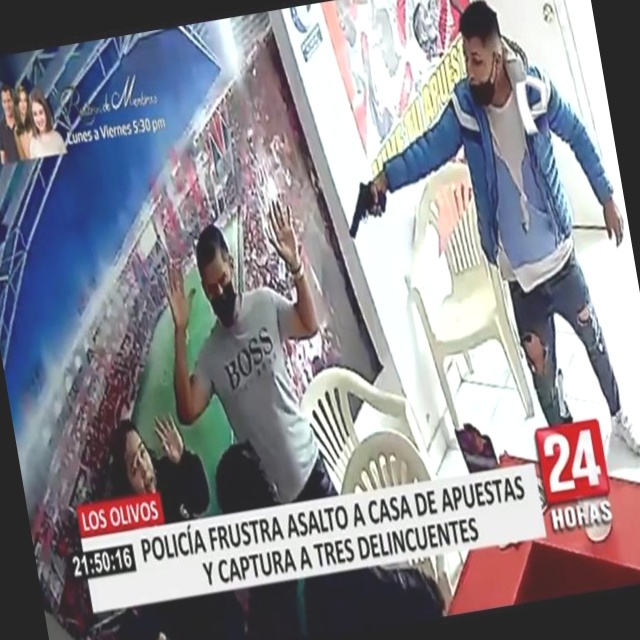 Lunes a Viernes 5:30 pm
BOSS
LOS OLIVOS
21:50:16
POLICÍA FRUSTRA ASALTO A CASA DE APUESTAS
Y CAPTURA A TRES DELINCUENTES
24
HORAS